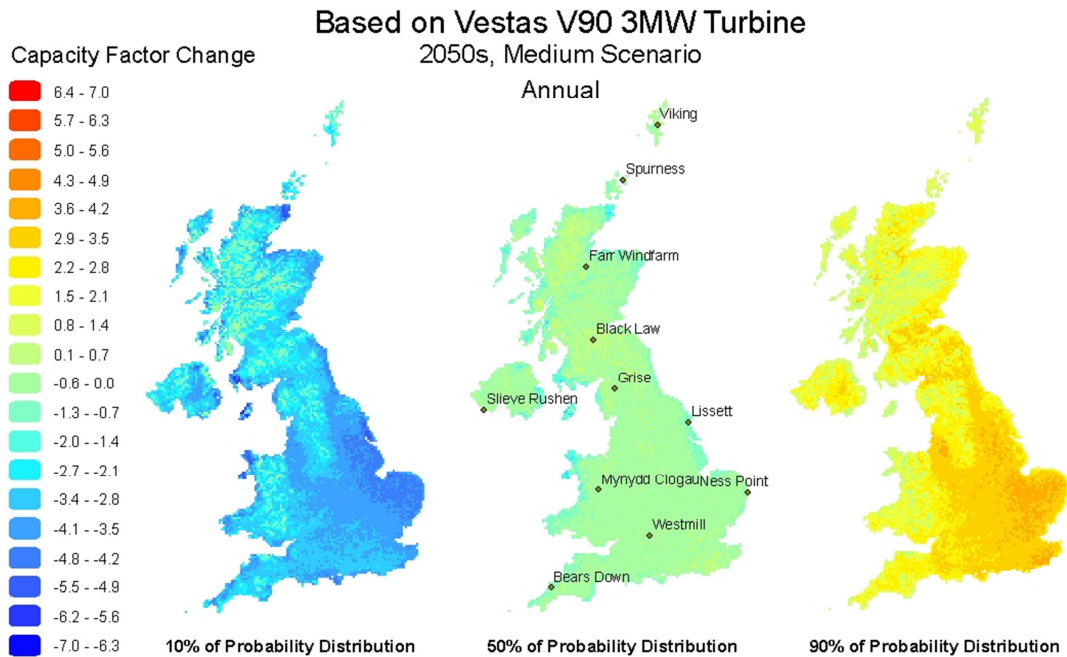 Based on Vestas V90 3MW Turbine
Capacity Factor Change
2050s, Medium Scenario
Annual
6.4 - 7.0
5.7 - 6.3
5.0 - 5.6
4.3 - 4.9
3.6 - 4.2
2.9 - 3.5
2.2 - 2.8
1.5 - 2.1
0.8 - 1.4
0.1 - 0.7
-0.6 - 0.0
-1.3 - -0.7
-2.0 - -1.4
-2.7 - -2.1
-3.4 - -2.8
-4.1 - -3.5
-4.8 - -4.2
-5.5 - -4.9
-6.2 - -5.6
-7.0 - -6.3
Viking
Spurness
Farr Windfarm
Black Law
Grise
Slieve Rushen
Lissett
Mynydd Clogau
Ness Point
Westmill
Bears Down
10% of Probability Distribution
50% of Probability Distribution
90% of Probability Distribution